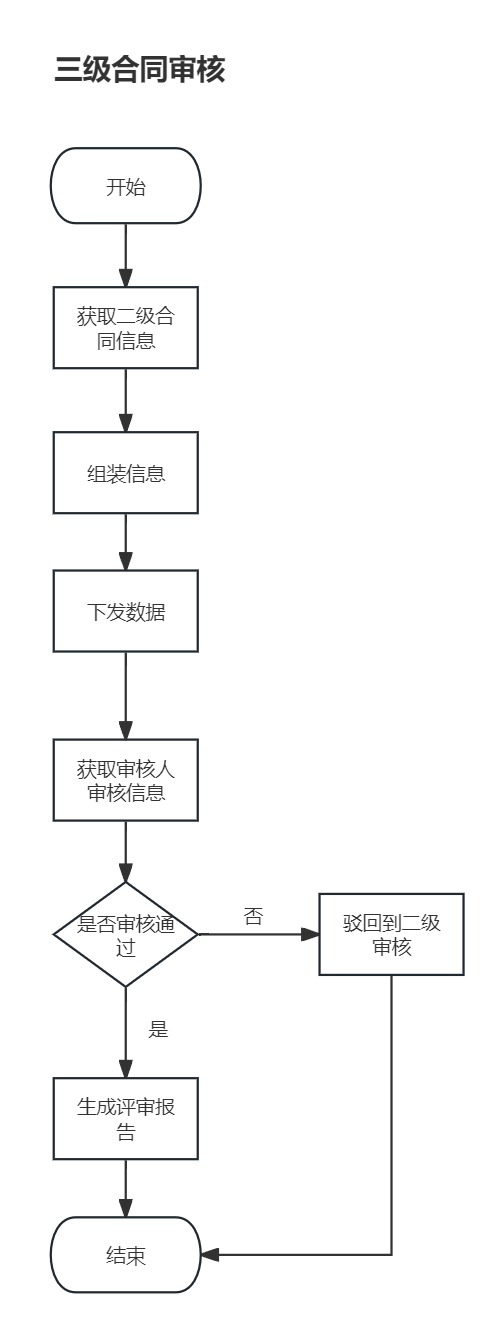 三级合同审核
开始
获取二级合
同信息
组装信息
下发数据
获取审核人
审核信息
是否审核通
过
否
驳回到二级
审核
是
生成评审报
告
结束